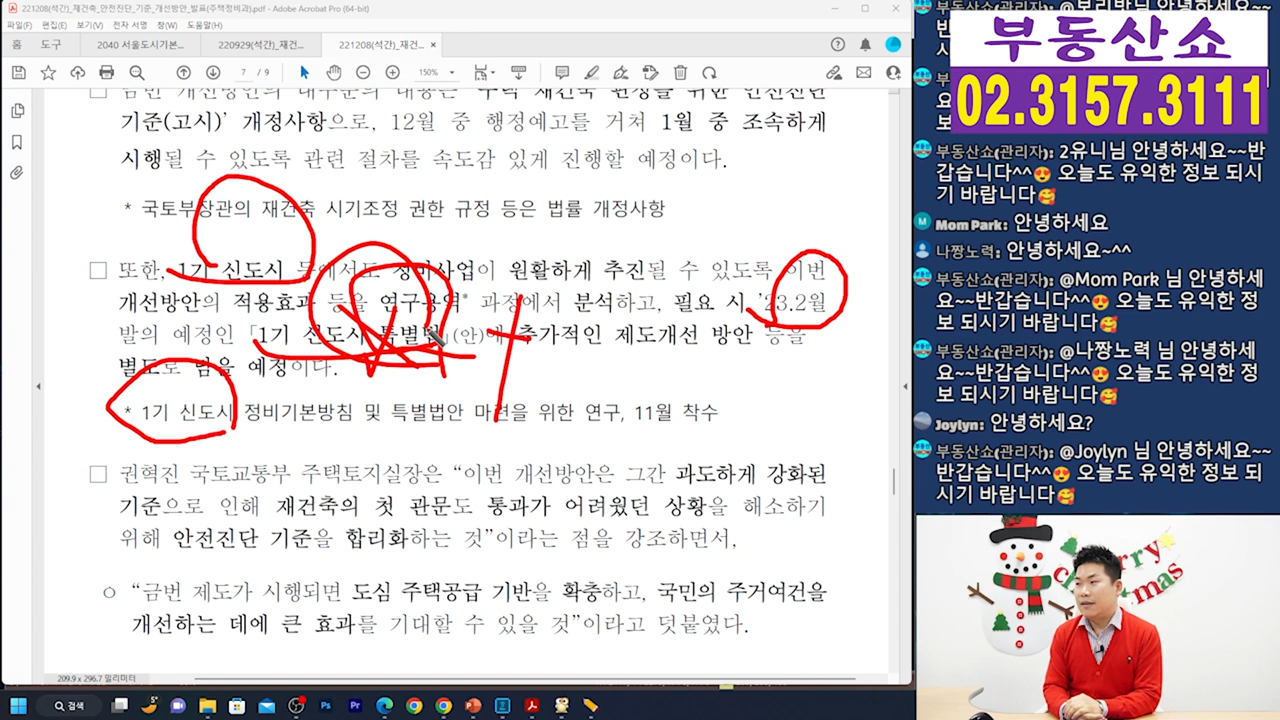 221208(석간)_재건축_안전진단_기준_개선방안_발표(주택정비과).pdf - Adobe Acrobat Pro (64-bit)
파일(F) 편집(E) 보기(V) 전자 서명 창(W) 도움말(H)
홈 도구 2040 서울도시기본... 220929(석간)_재건... 221208(석간)_재건... ×
/ 9 150%
금번 개선방안의 대부분의 내용은
기준(고시)’ 개정사항으로, 12월 중 행정예고를 거쳐 1월 중 조속하게
시행될 수 있도록 관련 절차를 속도감 있게 진행할 예정이다.
* 국토부장관의 재건축 시기조정 권한 규정 등은 법률 개정사항
□ 또한, 1기 신도시 등에서도 정비사업이 원활하게 추진될 수 있도록 이번
개선방안의 적용효과 등을 연구용역* 과정에서 분석하고, 필요 시 ’23.2월
발의 예정인 「1기 신도시 특별법」(안)에 추가적인 제도개선 방안 등을
별도로 담을 예정이다.
* 1기 신도시 정비기본방침 및 특별법안 마련을 위한 연구, 11월 착수
□ 권혁진 국토교통부 주택토지실장은 “이번 개선방안은 그간 과도하게 강화된
기준으로 인해 재건축의 첫 관문도 통과가 어려웠던 상황을 해소하기
위해 안전진단 기준을 합리화하는 것”이라는 점을 강조하면서,
○ “금번 제도가 시행되면 도심 주택공급 기반을 확충하고, 국민의 주거여건을
개선하는 데에 큰 효과를 기대할 수 있을 것”이라고 덧붙였다.
209.9 x 296.7 밀리미터
검색
부동산쇼
02.3157.3111
부동산쇼(관리자): 2유니님 안녕하세요~~반
갑습니다^^😍 오늘도 유익한 정보 되시
기 바랍니다🥰
Mom Park: 안녕하세요
나짱노력: 안녕하세요~^^
부동산쇼(관리자): @Mom Park 님 안녕하세
요~~반갑습니다^^😍 오늘도 유익한 정
보 되시기 바랍니다🥰
부동산쇼(관리자): @나짱노력 님 안녕하세
요~~반갑습니다^^😍 오늘도 유익한 정
보 되시기 바랍니다🥰
Joylyn: 안녕하세요?
부동산쇼(관리자): @Joylyn 님 안녕하세요~~
반갑습니다^^😍 오늘도 유익한 정보 되
시기 바랍니다🥰